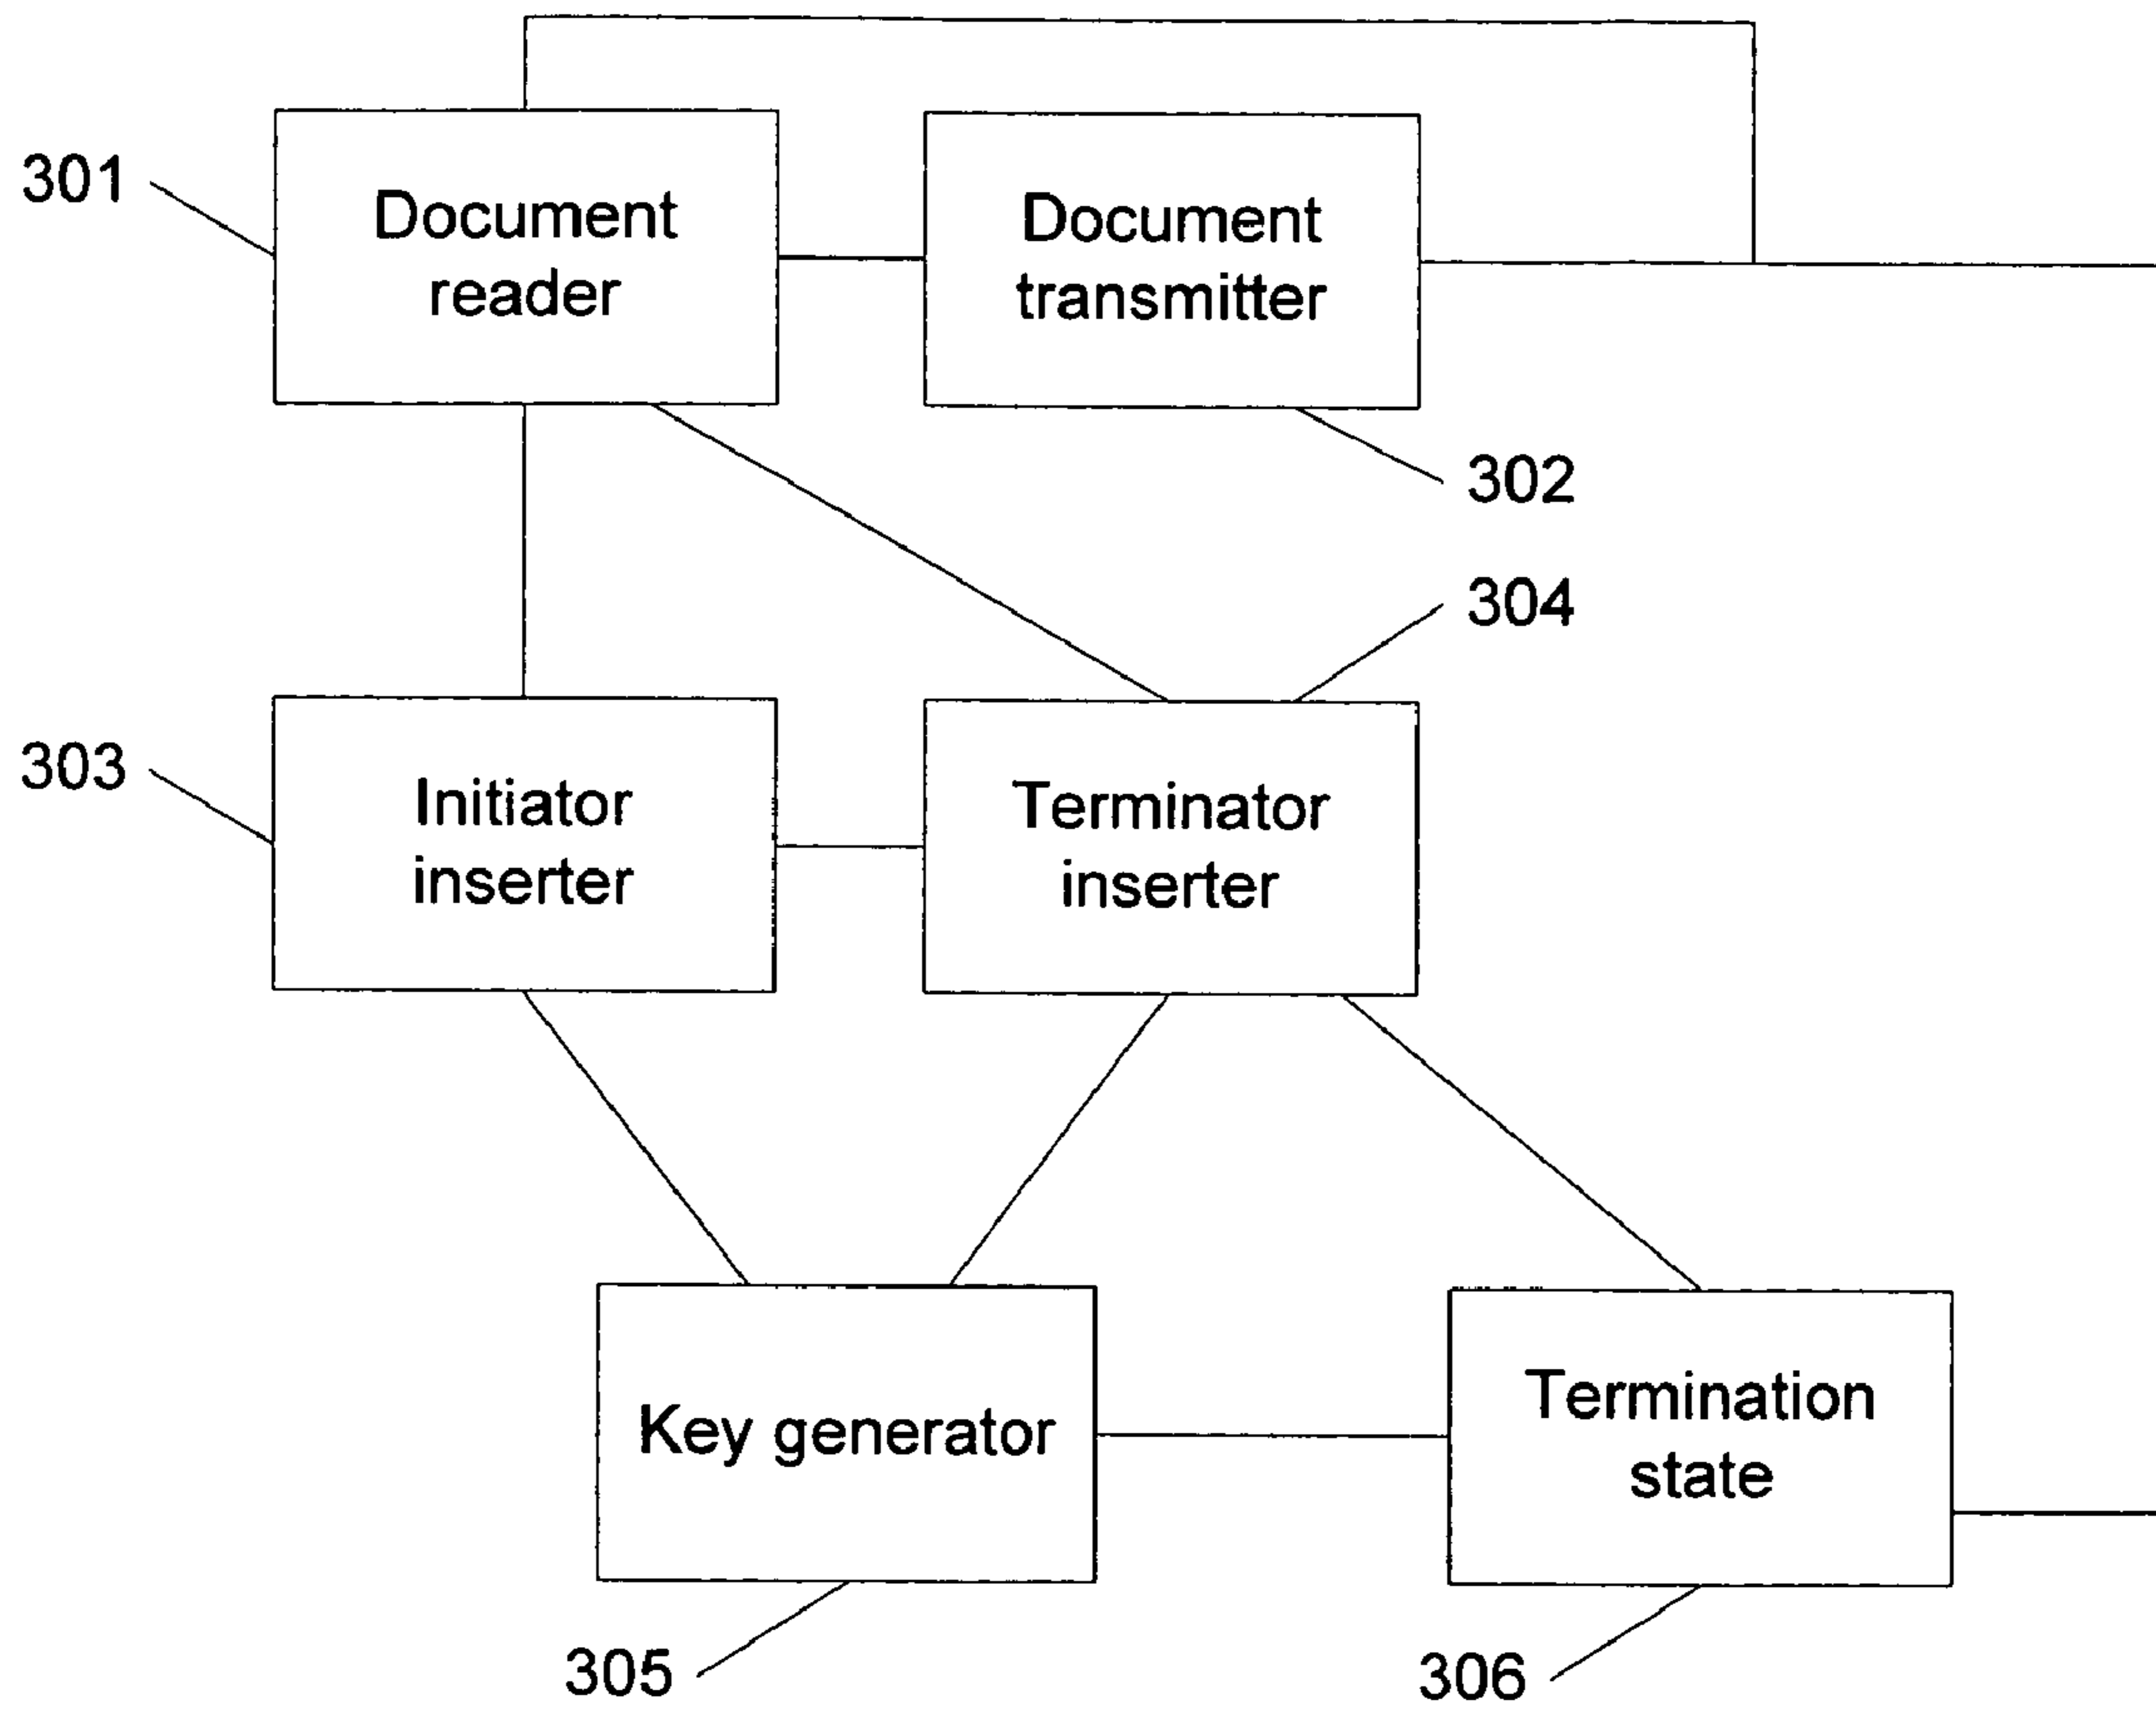 301
Document
reader
Document
transmitter
302
304
303
Initiator
inserter
Terminator
inserter
Key generator
Termination
state
305
306